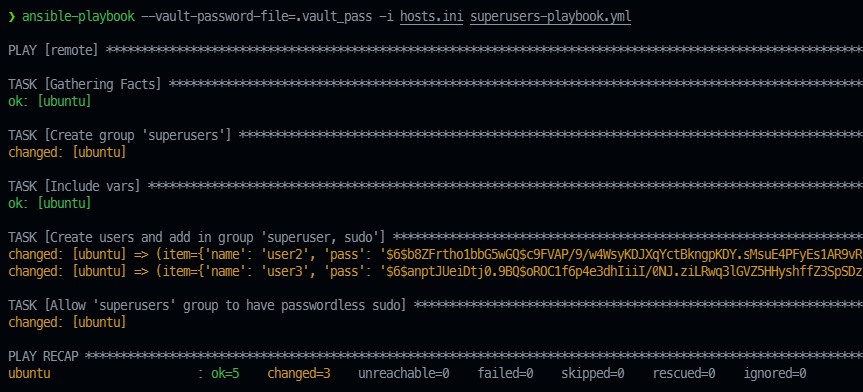 ❯ ansible-playbook --vault-password-file=.vault_pass -i hosts.ini superusers-playbook.yml
PLAY [remote] ****************************************************************************************************
TASK [Gathering Facts] *******************************************************************************************
ok: [ubuntu]
TASK [Create group 'superusers'] *********************************************************************************
changed: [ubuntu]
TASK [Include vars] **********************************************************************************************
ok: [ubuntu]
TASK [Create users and add in group 'superuser, sudo'] ***********************************************************
changed: [ubuntu] => (item={'name': 'user2', 'pass': '$6$b8ZFrtho1bbG5wGQ$c9FVAP/9/w4WsyKDJXqYctBkngpKDY.sMsuE4PFyEs1AR9vR
changed: [ubuntu] => (item={'name': 'user3', 'pass': '$6$anptJUeiDtj0.9BQ$oROC1f6p4e3dhIiiI/0NJ.ziLRwq3lGVZ5HHyshffZ3SpSDz
TASK [Allow 'superusers' group to have passwordless sudo] ********************************************************
changed: [ubuntu]
PLAY RECAP *******************************************************************************************************
ubuntu : ok=5 changed=3 unreachable=0 failed=0 skipped=0 rescued=0 ignored=0